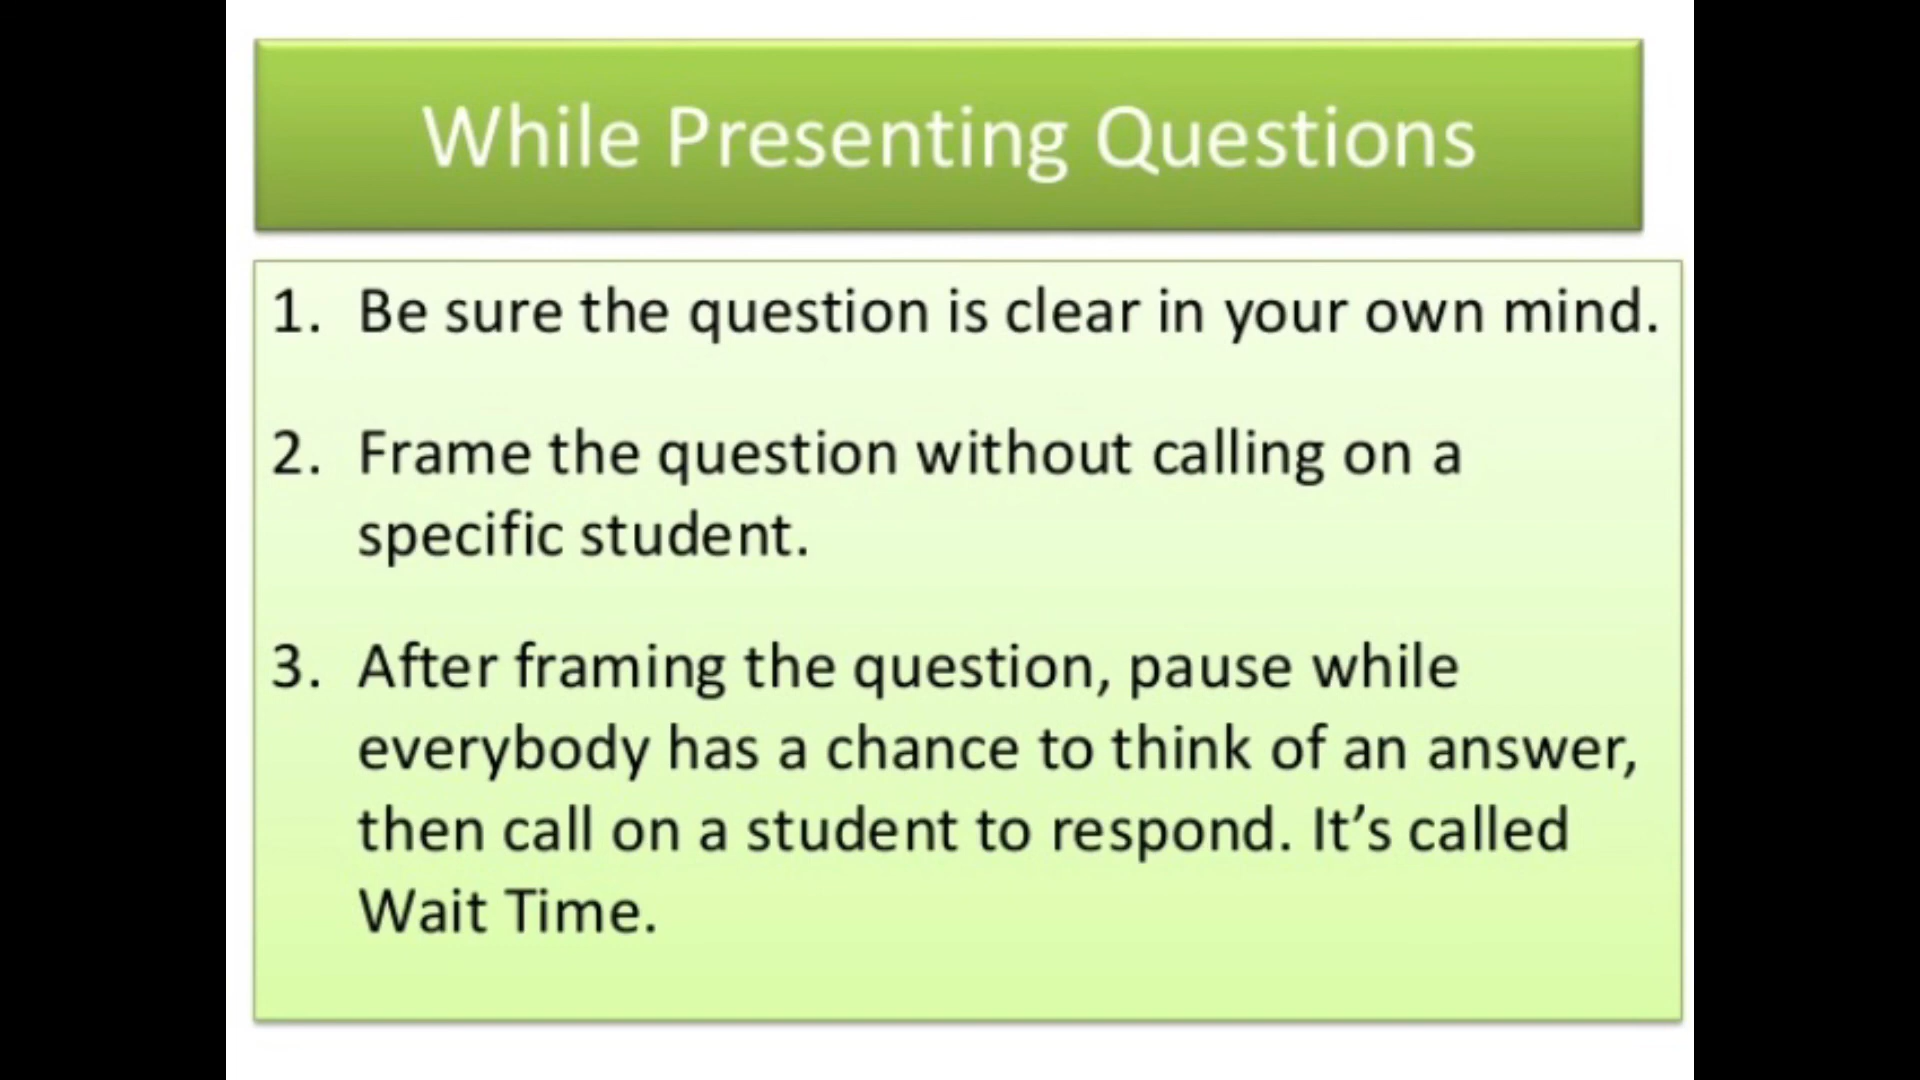 While Presenting Questions
1. Be sure the question is clear in your own mind.
2. Frame the question without calling on a
specific student.
3. After framing the question, pause while
everybody has a chance to think of an answer,
then call on a student to respond. It’s called
Wait Time.